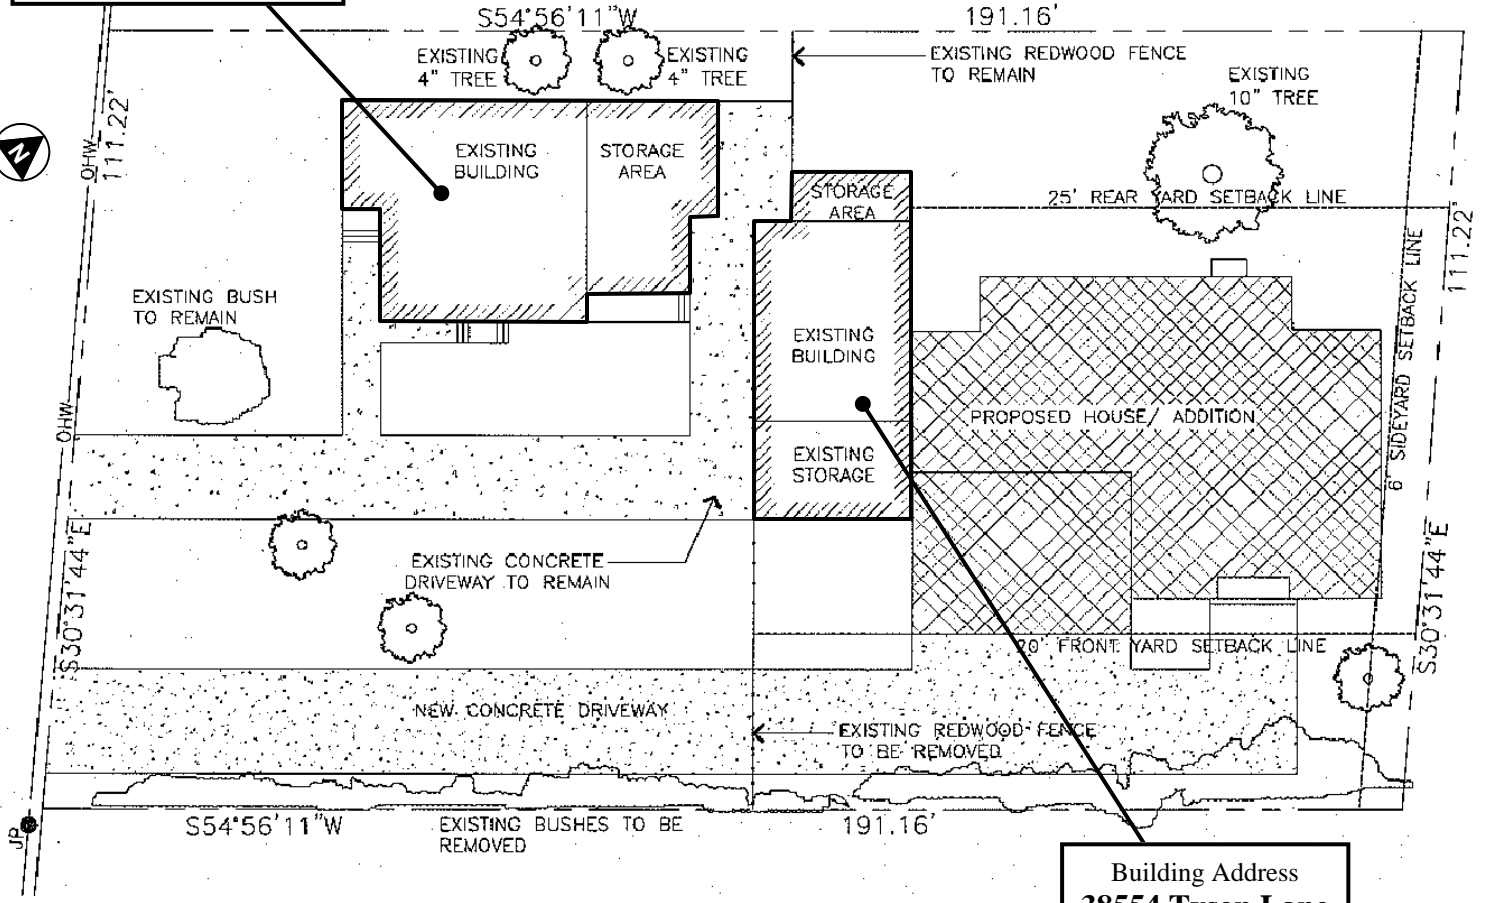 S54°56'11"W
191.16'
EXISTING
4" TREE
EXISTING
4" TREE
EXISTING REDWOOD FENCE
TO REMAIN
EXISTING
10" TREE
OHW
111.22'
N
EXISTING
BUILDING
STORAGE
AREA
STORAGE
AREA
25' REAR YARD SETBACK LINE
111.22'
EXISTING BUSH
TO REMAIN
EXISTING
BUILDING
6' SIDEYARD SETBACK LINE
OHW
PROPOSED HOUSE/ ADDITION
EXISTING
STORAGE
S30°31'44"E
EXISTING CONCRETE
DRIVEWAY TO REMAIN
S30°31'44"E
20' FRONT YARD SETBACK LINE
NEW CONCRETE DRIVEWAY
EXISTING REDWOOD FENCE
TO BE REMOVED
JP
S54°56'11"W
EXISTING BUSHES TO BE
REMOVED
191.16'
Building Address
38554 Tyson Lane